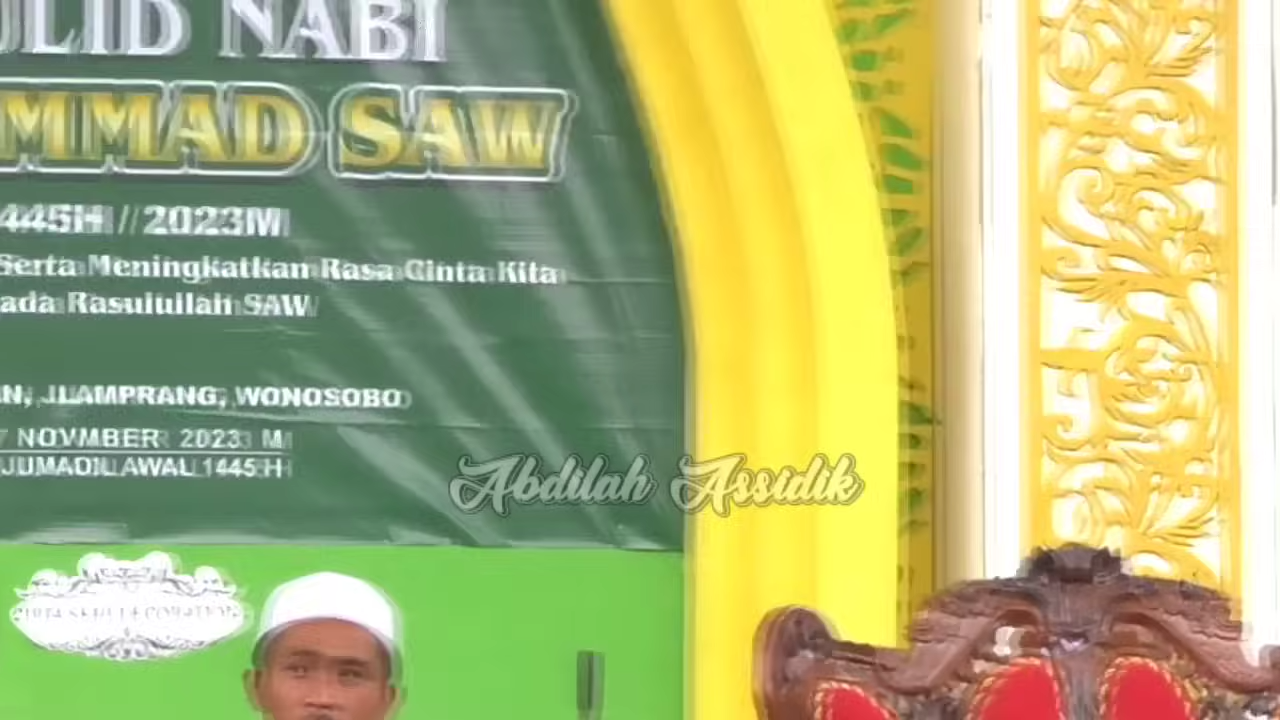 ULID NABI
MMAD SAW
445H // 2023M
Serta Meningkatkan Rasa Cinta Kita
ada Rasulullah SAW
N, JLAMPRANG, WONOSOBO
7 NOVMBER 2023 M
JUMADIL AWAL 1445 H
Abdilah Assidik